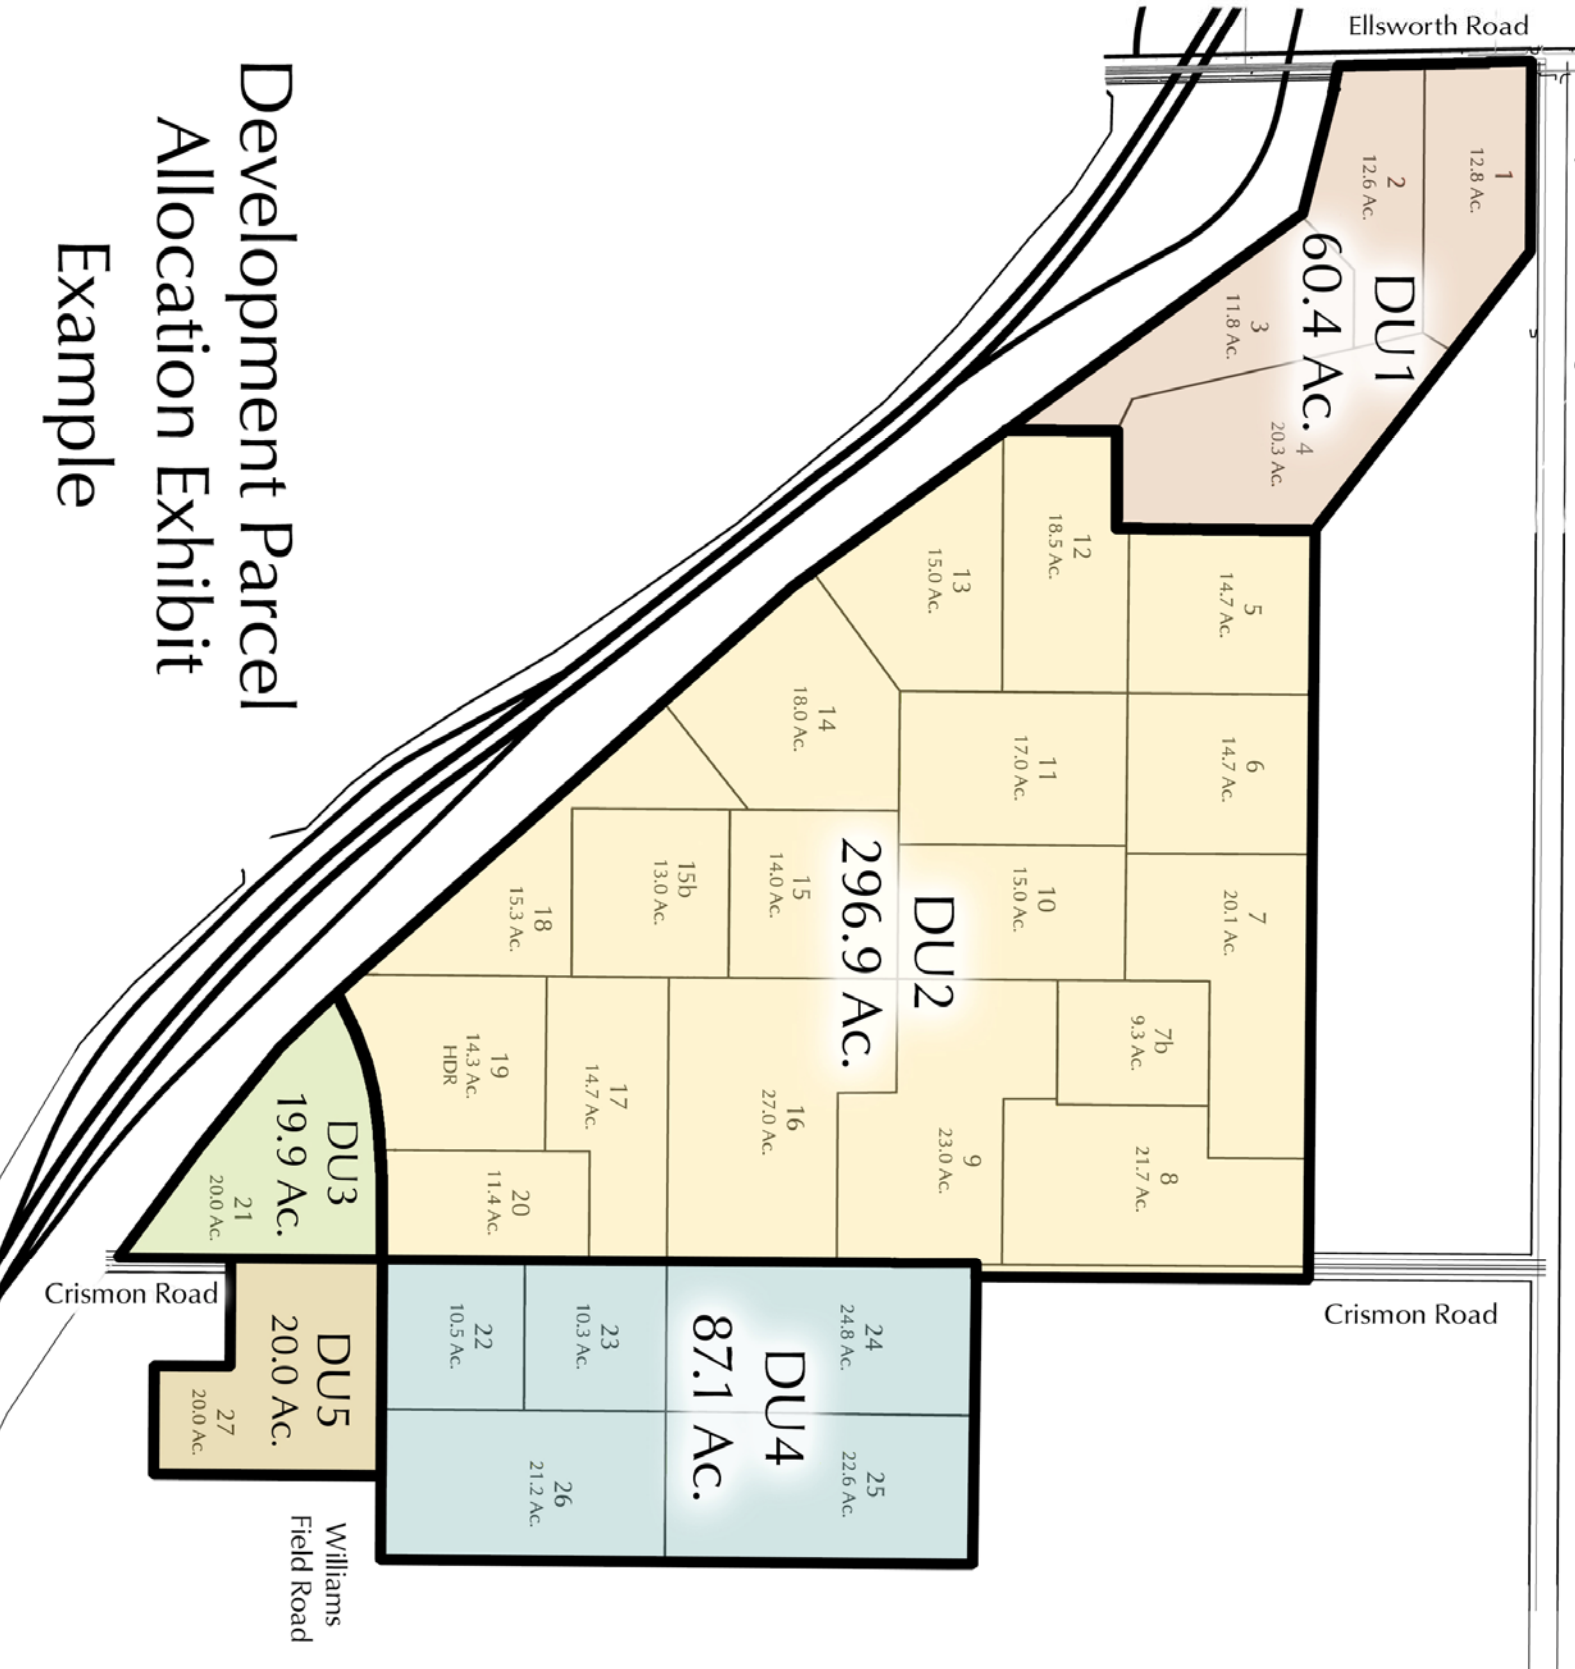 Ellsworth Road
Development Parcel
Allocation Exhibit
Example
1
12.8 Ac.
2
12.6 Ac.
DU1
60.4 Ac.
3
11.8 Ac.
4
20.3 Ac.
5
14.7 Ac.
12
18.5 Ac.
13
15.0 Ac.
6
14.7 Ac.
11
17.0 Ac.
14
18.0 Ac.
7
20.1 Ac.
10
15.0 Ac.
DU2
296.9 Ac.
15
14.0 Ac.
15b
13.0 Ac.
18
15.3 Ac.
7b
9.3 Ac.
8
21.7 Ac.
9
23.0 Ac.
16
27.0 Ac.
17
14.7 Ac.
19
14.3 Ac.
HDR
20
11.4 Ac.
DU3
19.9 Ac.
21
20.0 Ac.
Crismon Road
Crismon Road
24
24.8 Ac.
23
10.3 Ac.
22
10.5 Ac.
DU4
87.1 Ac.
25
22.6 Ac.
26
21.2 Ac.
DU5
20.0 Ac.
27
20.0 Ac.
Williams
Field Road